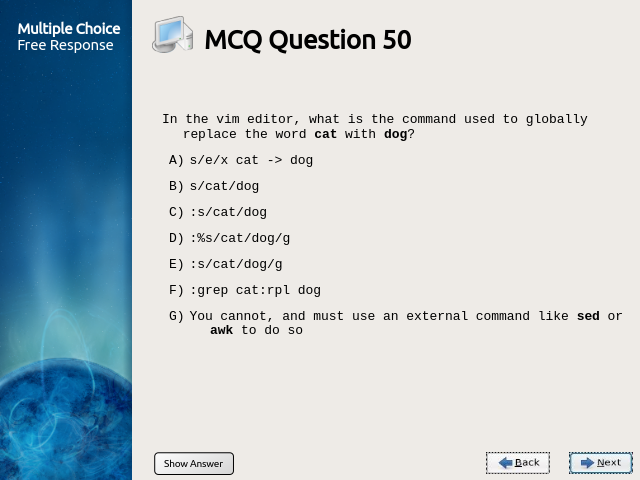 Multiple Choice
Free Response
MCQ Question 50
In the vim editor, what is the command used to globally
replace the word cat with dog?
A) s/e/x cat -> dog
B) s/cat/dog
C) :s/cat/dog
D) :%s/cat/dog/g
E) :s/cat/dog/g
F) :grep cat:rpl dog
G) You cannot, and must use an external command like sed or
awk to do so
Show Answer
Back
Next